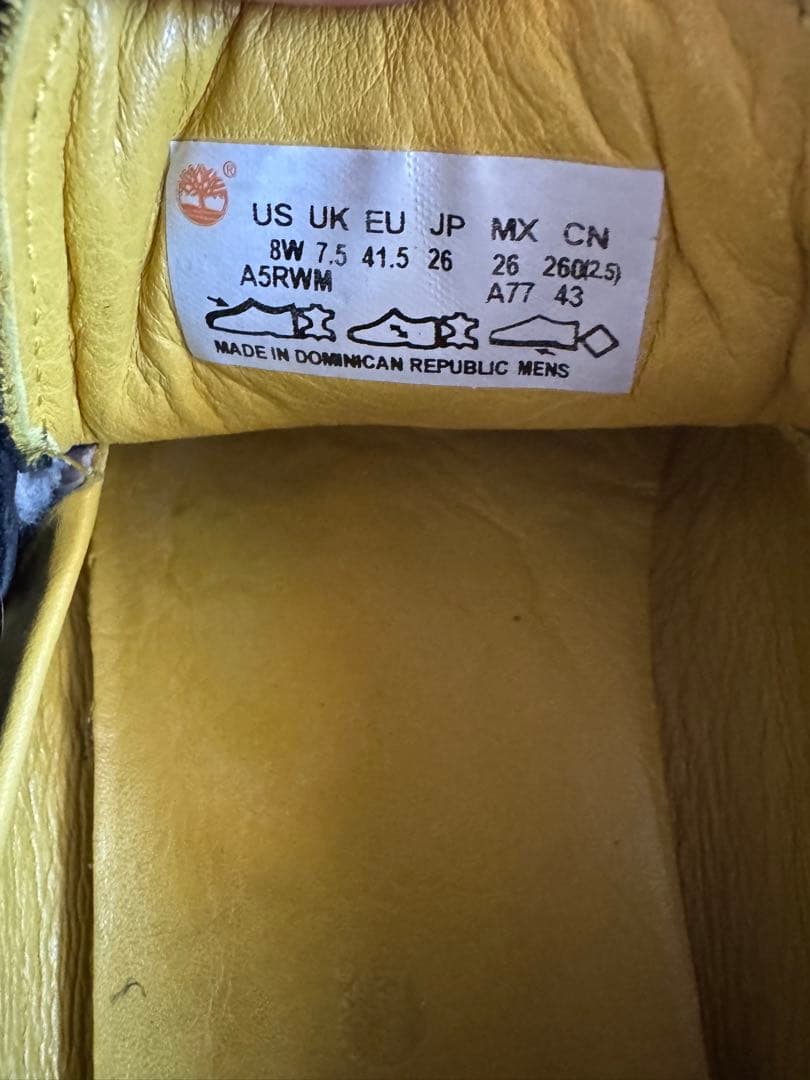 ®
US UK EU JP MX CN
8W 7.5 41.5 26 26 260(2.5)
A5RWM A77 43
MADE IN DOMINICAN REPUBLIC MENS